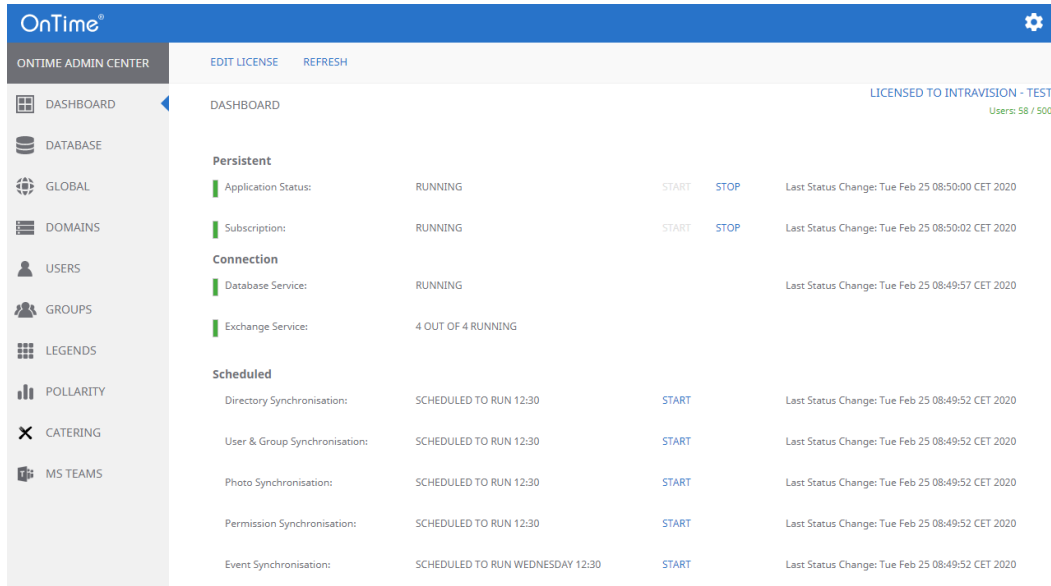 OnTime®
ONTIME ADMIN CENTER
EDIT LICENSE REFRESH
LICENSED TO INTRAVISION - TEST
Users: 58 / 500
DASHBOARD
DATABASE
GLOBAL
DOMAINS
USERS
GROUPS
LEGENDS
POLLARITY
CATERING
MS TEAMS
DASHBOARD
Persistent
Application Status: RUNNING START STOP Last Status Change: Tue Feb 25 08:50:00 CET 2020
Subscription: RUNNING START STOP Last Status Change: Tue Feb 25 08:50:02 CET 2020
Connection
Database Service: RUNNING Last Status Change: Tue Feb 25 08:49:57 CET 2020
Exchange Service: 4 OUT OF 4 RUNNING
Scheduled
Directory Synchronisation: SCHEDULED TO RUN 12:30 START Last Status Change: Tue Feb 25 08:49:52 CET 2020
User & Group Synchronisation: SCHEDULED TO RUN 12:30 START Last Status Change: Tue Feb 25 08:49:52 CET 2020
Photo Synchronisation: SCHEDULED TO RUN 12:30 START Last Status Change: Tue Feb 25 08:49:52 CET 2020
Permission Synchronisation: SCHEDULED TO RUN 12:30 START Last Status Change: Tue Feb 25 08:49:52 CET 2020
Event Synchronisation: SCHEDULED TO RUN WEDNESDAY 12:30 START Last Status Change: Tue Feb 25 08:49:52 CET 2020